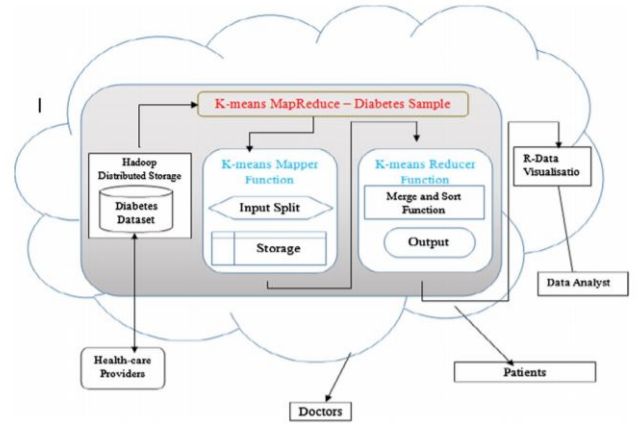 K-means MapReduce – Diabetes Sample
Hadoop
Distributed Storage
Diabetes
Dataset
K-means Mapper
Function
Input Split
Storage
K-means Reducer
Function
Merge and Sort
Function
Output
R-Data
Visualisatio
Data Analyst
Health-care
Providers
Patients
Doctors